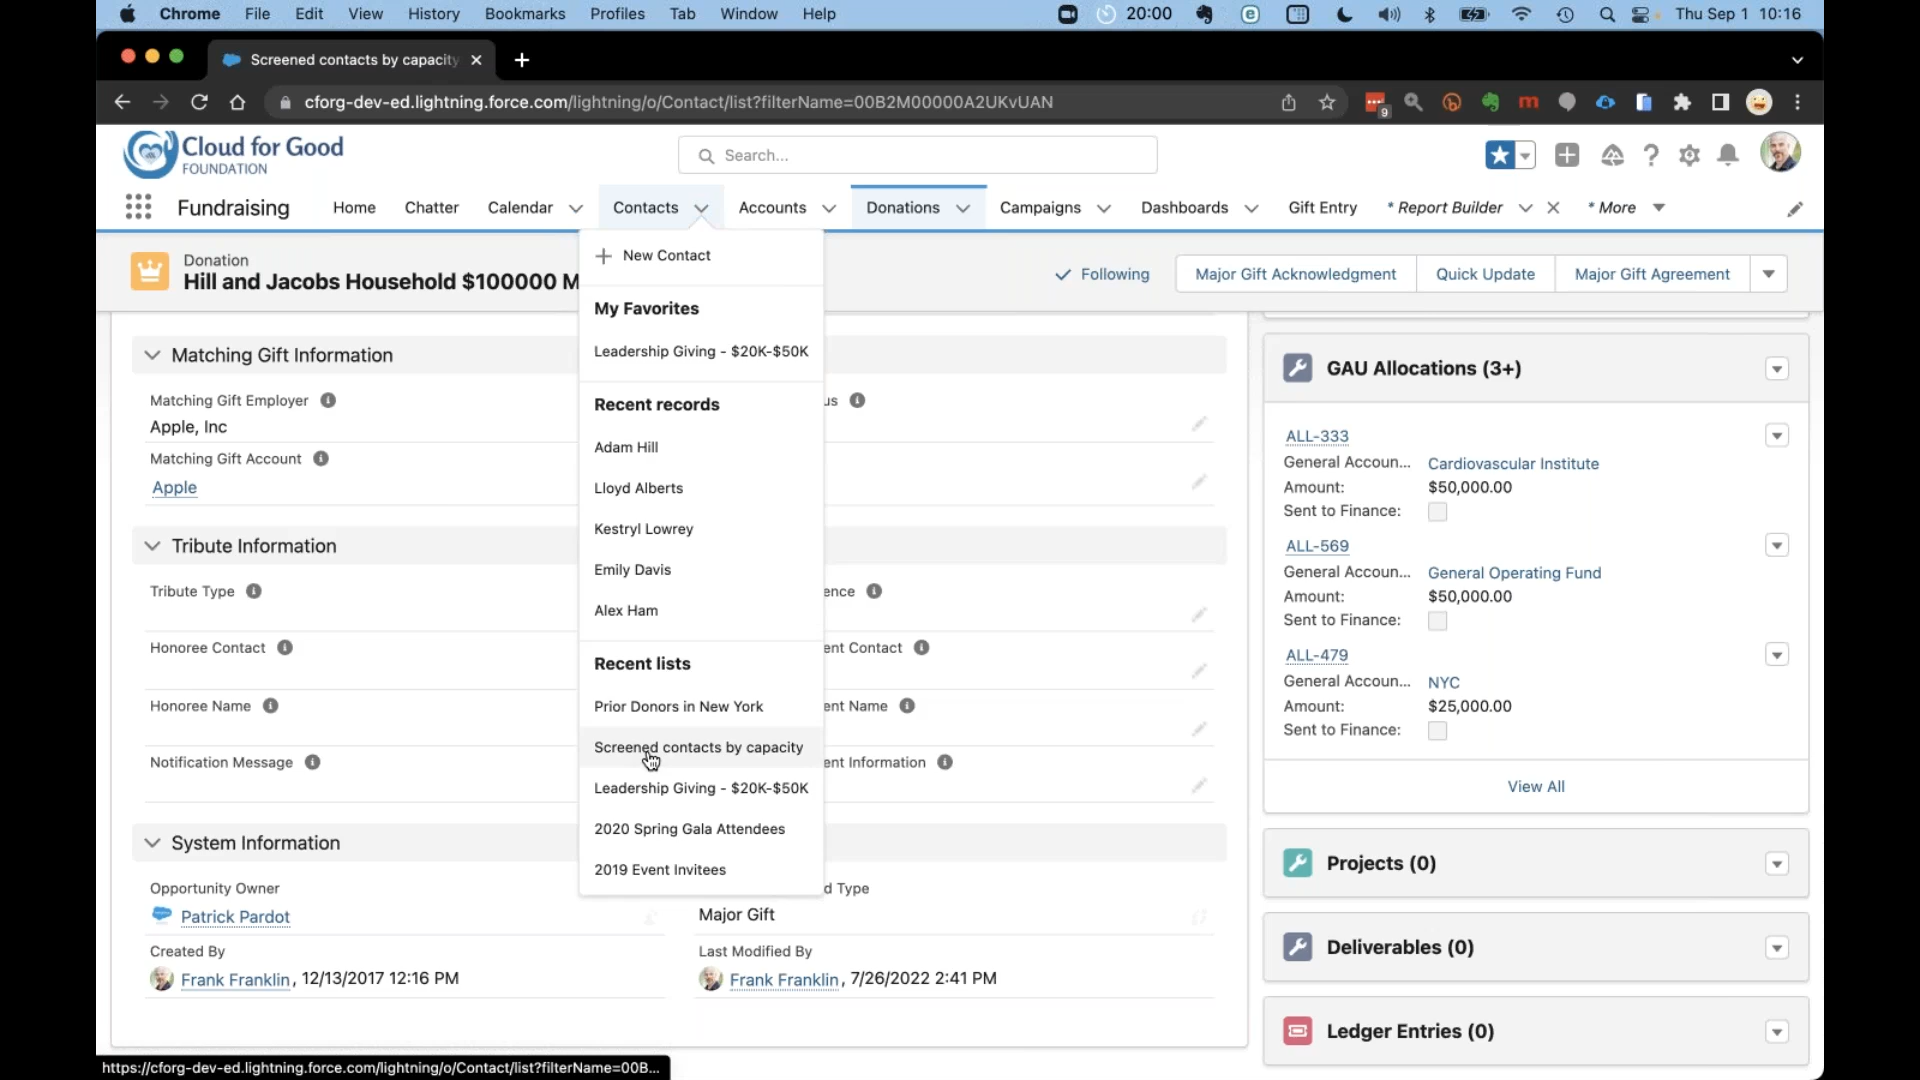 Chrome File Edit View History Bookmarks Profiles Tab Window Help 20:00 Thu Sep 1 10:16
Screened contacts by capacity
cforg-dev-ed.lightning.force.com/lightning/o/Contact/list?filterName=00B2M00000A2UKvUAN
9
Cloud for Good
FOUNDATION
Search...
Fundraising Home Chatter Calendar Contacts Accounts Donations Campaigns Dashboards Gift Entry * Report Builder * More
Donation
Hill and Jacobs Household $100000 M
Following
Major Gift Acknowledgment
Quick Update
Major Gift Agreement
New Contact
My Favorites
Leadership Giving - $20K-$50K
Recent records
Adam Hill
Lloyd Alberts
Kestryl Lowrey
Emily Davis
Alex Ham
Recent lists
Prior Donors in New York
Screened contacts by capacity
Leadership Giving - $20K-$50K
2020 Spring Gala Attendees
2019 Event Invitees
Matching Gift Information
Matching Gift Employer
us
Apple, Inc
Matching Gift Account
Apple
Tribute Information
Tribute Type
ence
Honoree Contact
ent Contact
Honoree Name
ent Name
Notification Message
ent Information
System Information
Opportunity Owner
d Type
Patrick Pardot
Major Gift
Created By
Last Modified By
Frank Franklin, 12/13/2017 12:16 PM
Frank Franklin, 7/26/2022 2:41 PM
GAU Allocations (3+)
ALL-333
General Accoun... Cardiovascular Institute
Amount: $50,000.00
Sent to Finance:
ALL-569
General Accoun... General Operating Fund
Amount: $50,000.00
Sent to Finance:
ALL-479
General Accoun... NYC
Amount: $25,000.00
Sent to Finance:
View All
Projects (0)
Deliverables (0)
Ledger Entries (0)
https://cforg-dev-ed.lightning.force.com/lightning/o/Contact/list?filterName=00B...